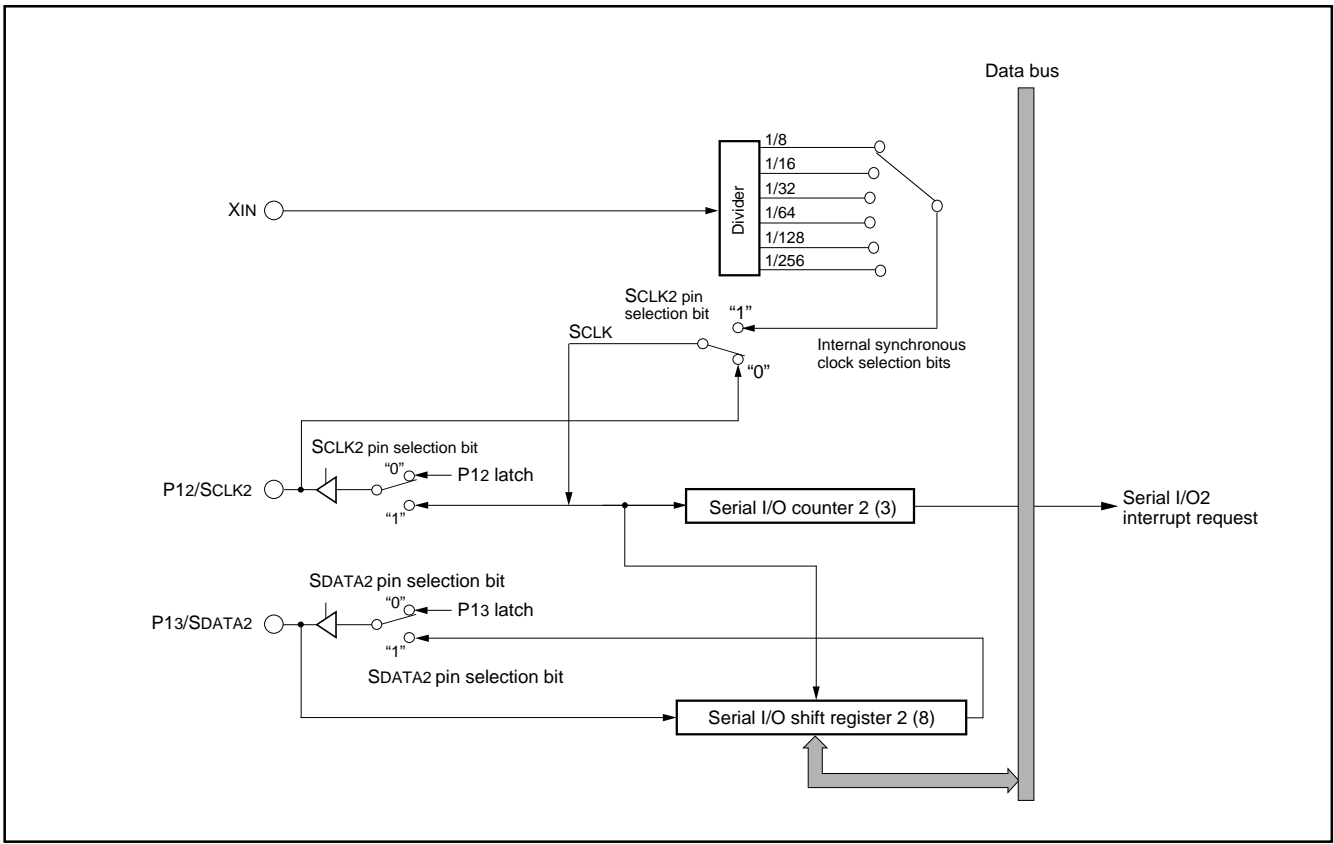 Data bus
1/8
1/16
1/32
1/64
1/128
1/256
Divider
XIN
SCLK2 pin
selection bit
“1”
SCLK
“0”
Internal synchronous
clock selection bits
SCLK2 pin selection bit
“0”
P12 latch
P12/SCLK2
“1”
Serial I/O counter 2 (3)
Serial I/O2
interrupt request
SDATA2 pin selection bit
“0”
P13 latch
P13/SDATA2
“1”
SDATA2 pin selection bit
Serial I/O shift register 2 (8)